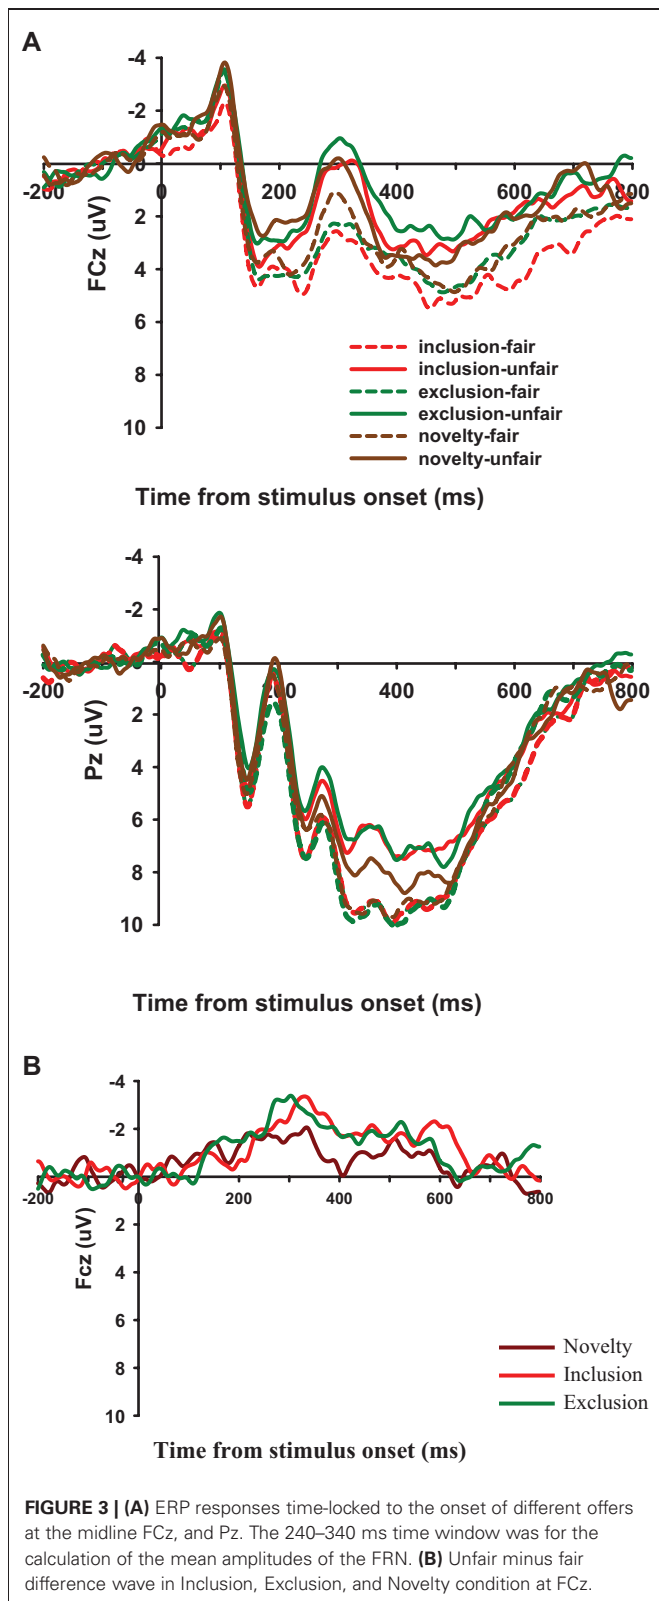 A
-4
-2
0
-200
0
200
400
600
800
2
4
6
8
10
FCz (uV)
inclusion-fair
inclusion-unfair
exclusion-fair
exclusion-unfair
novelty-fair
novelty-unfair
Time from stimulus onset (ms)
-4
-2
-200
0
200
400
600
800
2
4
6
8
10
Pz (uV)
Time from stimulus onset (ms)
B
-4
-2
-200
0
200
400
600
800
2
4
6
8
10
Fcz (uV)
Novelty
Inclusion
Exclusion
Time from stimulus onset (ms)
FIGURE 3 | (A) ERP responses time-locked to the onset of different offers
at the midline FCz, and Pz. The 240–340 ms time window was for the
calculation of the mean amplitudes of the FRN. (B) Unfair minus fair
difference wave in Inclusion, Exclusion, and Novelty condition at FCz.